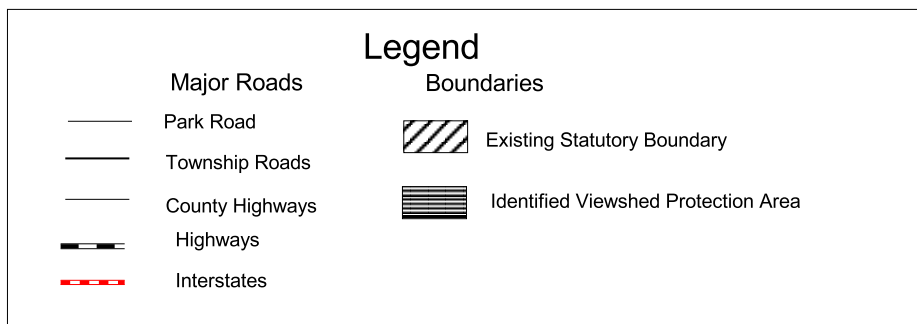 Legend
Major Roads
Park Road
Township Roads
County Highways
Highways
Interstates
Boundaries
Existing Statutory Boundary
Identified Viewshed Protection Area